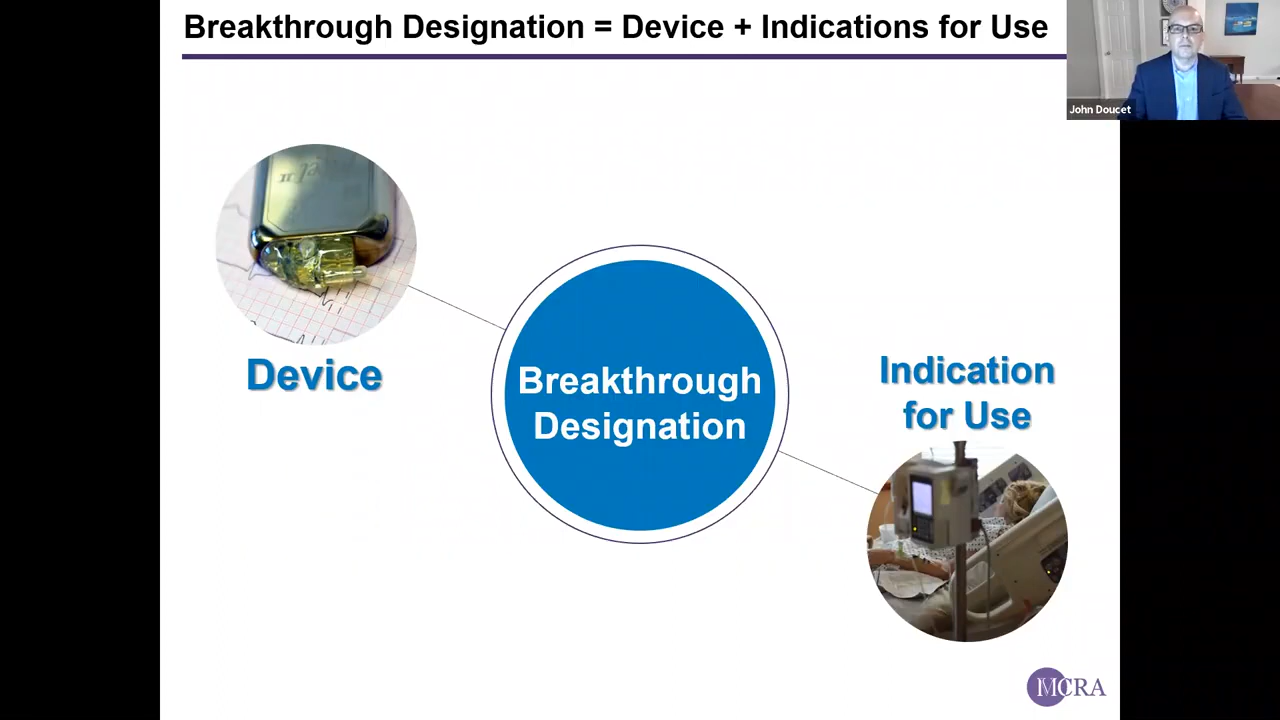 Breakthrough Designation = Device + Indications for Use
John Doucet
Device
Breakthrough
Designation
Indication
for Use
MCRA